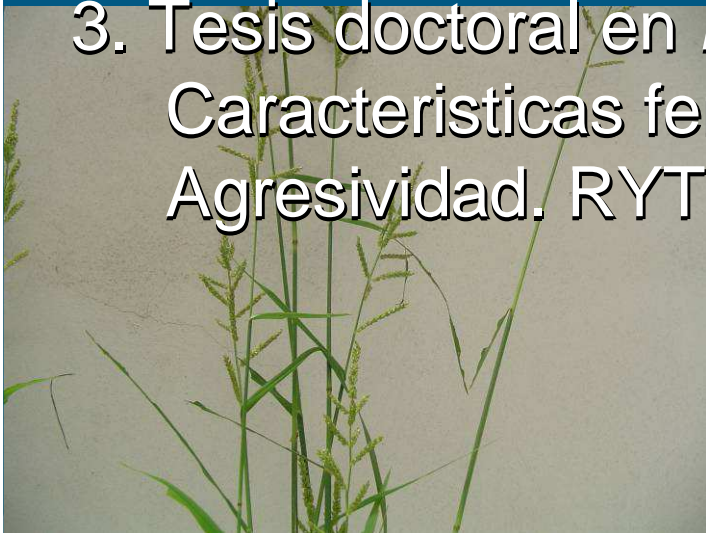 3. Tesis doctoral en
Caracteristicas fe
Agresividad. RYT